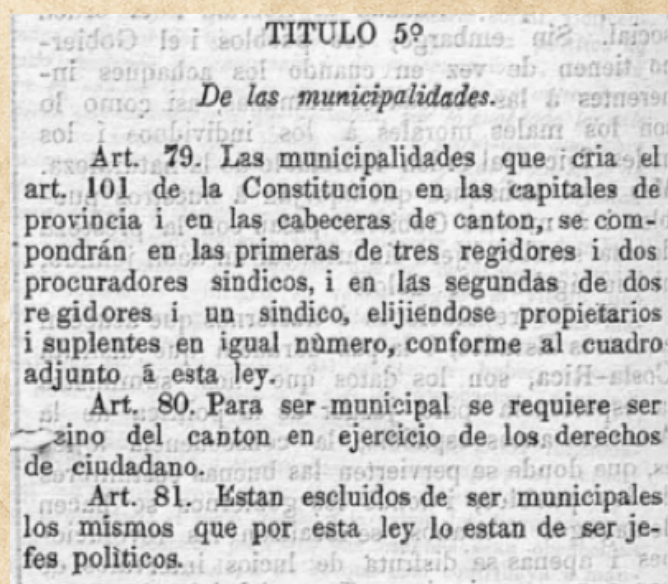 TITULO 5º
De las municipalidades.
Art. 79. Las municipalidades que cria el
art. 101 de la Constitucion en las capitales de
provincia i en las cabeceras de canton, se com-
pondrán en las primeras de tres regidores i dos
procuradores sindicos, i en las segundas de dos
regidores i un sindico, elijiéndose propietarios
i suplentes en igual nùmero, conforme al cuadro
adjunto á esta ley.
Art. 80. Para ser municipal se requiere ser
zino del canton en ejercicio de los derechos
de ciudadano.
Art. 81. Estan escluidos de ser municipales
los mismos que por esta ley lo estan de ser je-
fes polìticos.